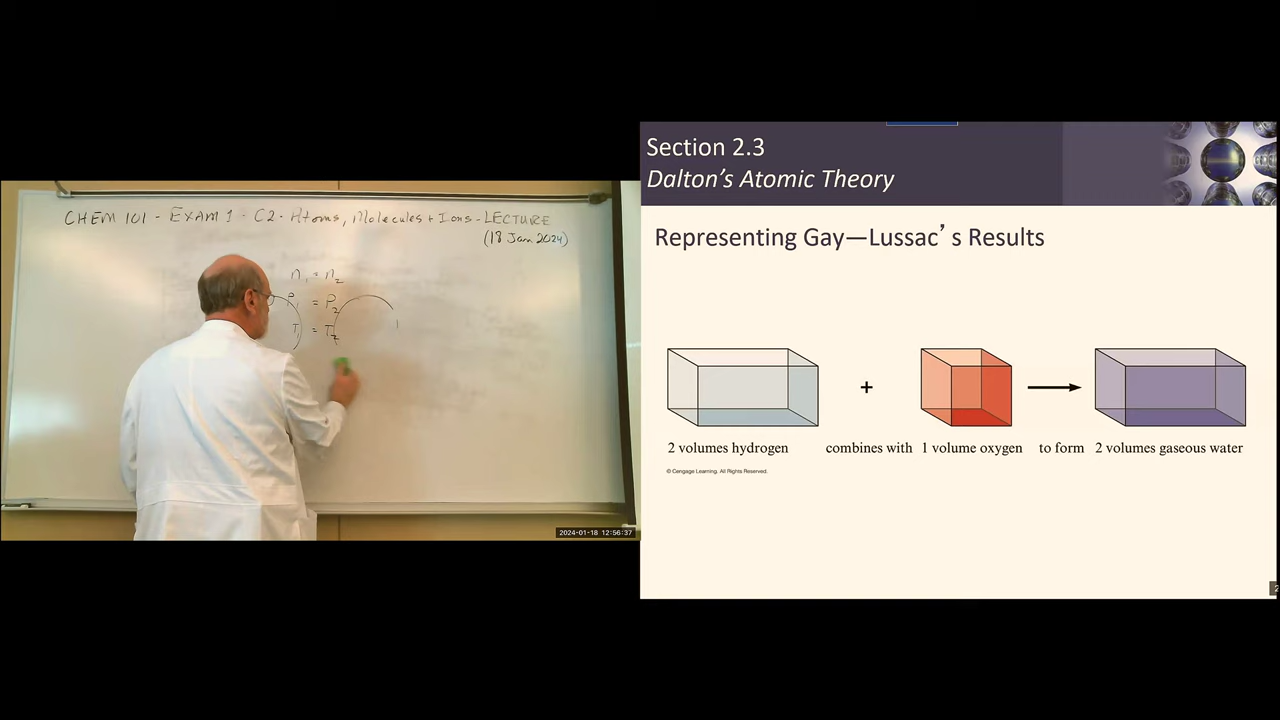 CHEM 101 - EXAM 1 - C2 - Atoms, Molecules + Ions - LECTURE
(18 Jan 2024)
n₁ = n₂
P₁ = P₂
T₁ = T₂
2024-01-18 12:56:37
Section 2.3
Dalton's Atomic Theory
Representing Gay—Lussac's Results
+
2 volumes hydrogen combines with 1 volume oxygen to form 2 volumes gaseous water
© Cengage Learning. All Rights Reserved.
2